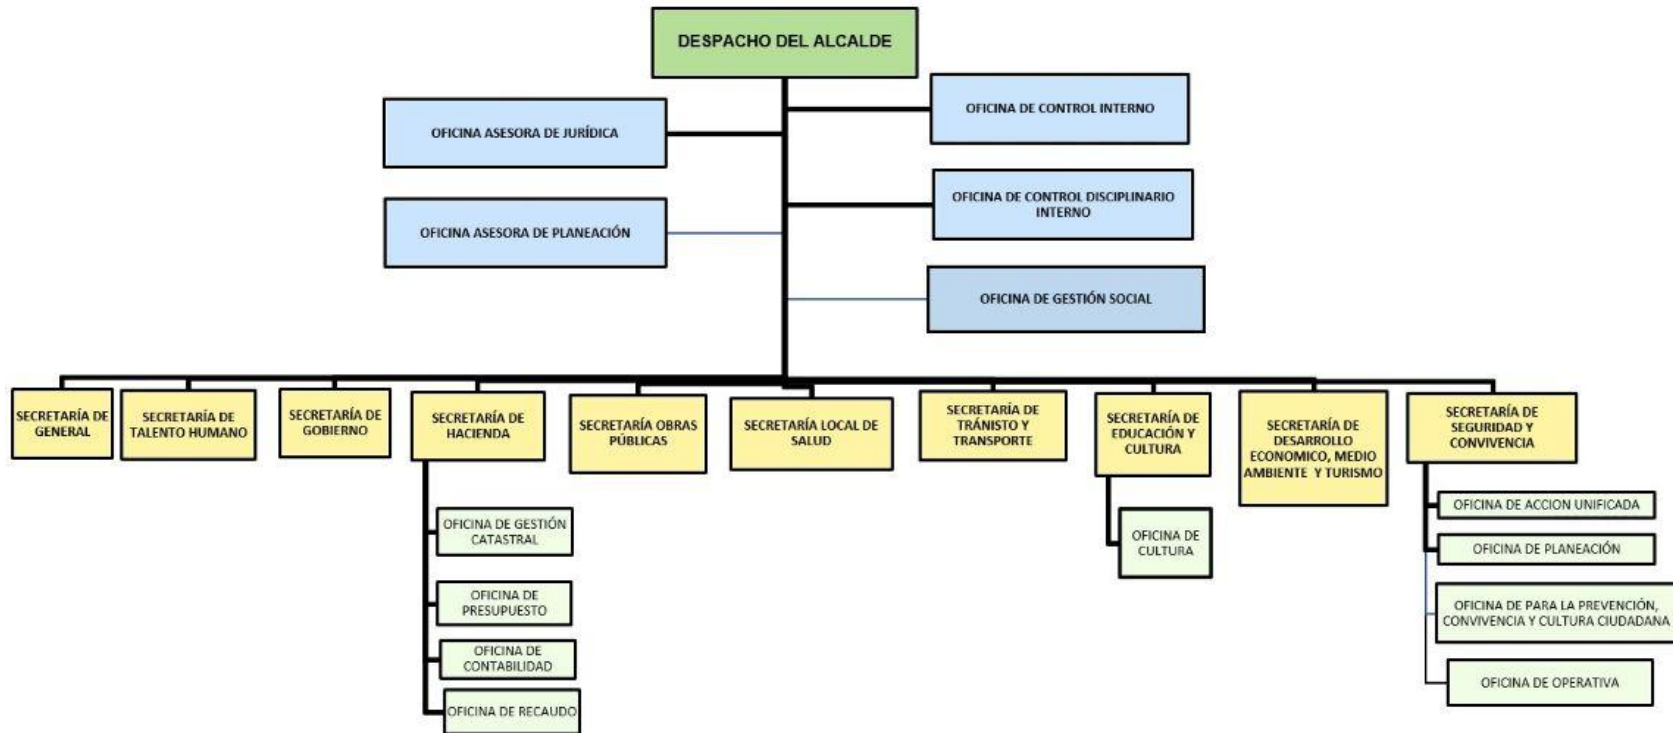 DESPACHO DEL ALCALDE
OFICINA DE CONTROL INTERNO
OFICINA ASESORA DE JURÍDICA
OFICINA DE CONTROL DISCIPLINARIO
INTERNO
OFICINA ASESORA DE PLANEACIÓN
OFICINA DE GESTIÓN SOCIAL
SECRETARÍA DE
GENERAL
SECRETARÍA DE
TALENTO HUMANO
SECRETARÍA DE
GOBIERNO
SECRETARÍA DE
HACIENDA
SECRETARÍA OBRAS
PÚBLICAS
SECRETARÍA LOCAL DE
SALUD
SECRETARÍA DE
TRÁNISTO Y
TRANSPORTE
SECRETARÍA DE
EDUCACIÓN Y
CULTURA
SECRETARÍA DE
DESARROLLO
ECONOMICO, MEDIO
AMBIENTE Y TURISMO
SECRETARÍA DE
SEGURIDAD Y
CONVIVENCIA
OFICINA DE GESTIÓN
CATASTRAL
OFICINA DE
PRESUPUESTO
OFICINA DE
CONTABILIDAD
OFICINA DE RECAUDO
OFICINA DE
CULTURA
OFICINA DE ACCION UNIFICADA
OFICINA DE PLANEACIÓN
OFICINA DE PARA LA PREVENCIÓN,
CONVIVENCIA Y CULTURA CIUDADANA
OFICINA DE OPERATIVA